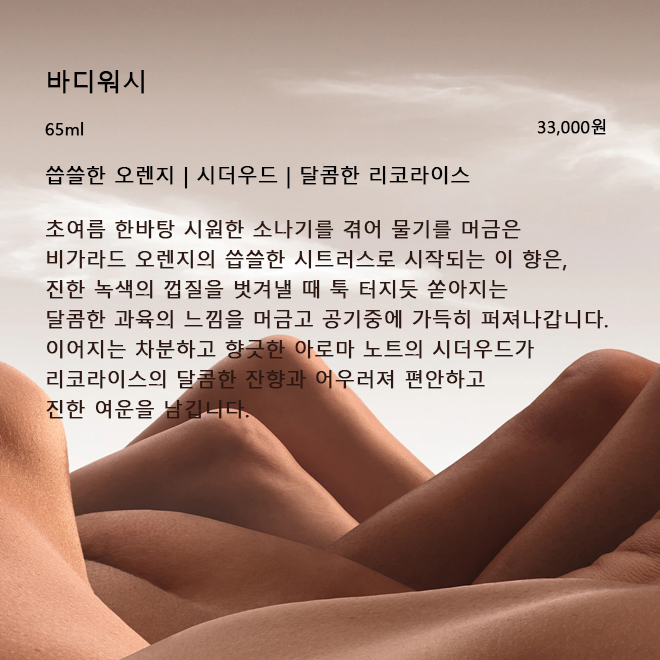 바디워시
65ml
33,000원
씁쓸한 오렌지 | 시더우드 | 달콤한 리코라이스
초여름 한바탕 시원한 소나기를 겪어 물기를 머금은
비가라드 오렌지의 씁쓸한 시트러스로 시작되는 이 향은,
진한 녹색의 껍질을 벗겨낼 때 툭 터지듯 쏟아지는
달콤한 과육의 느낌을 머금고 공기중에 가득히 퍼져나갑니다.
이어지는 차분하고 향긋한 아로마 노트의 시더우드가
리코라이스의 달콤한 잔향과 어우러져 편안하고
진한 여운을 남깁니다.